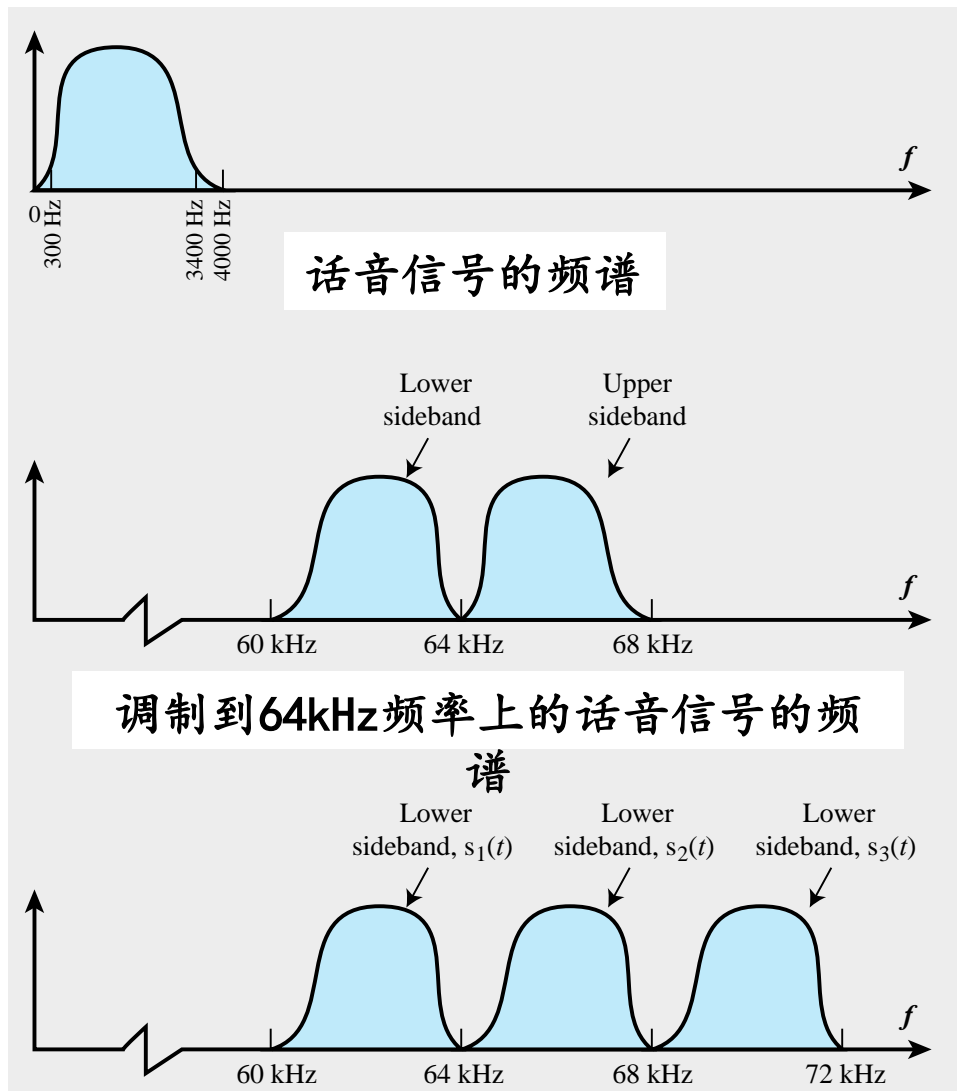 f
0
300 Hz
3400 Hz
4000 Hz
话音信号的频谱
Lower
sideband
Upper
sideband
f
60 kHz
64 kHz
68 kHz
调制到64kHz频率上的话音信号的频
谱
Lower
sideband, s₁(t)
Lower
sideband, s₂(t)
Lower
sideband, s₃(t)
f
60 kHz
64 kHz
68 kHz
72 kHz